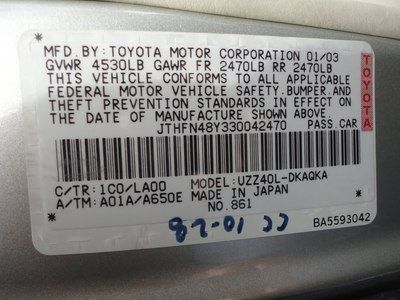 MFD.BY:TOYOTA MOTOR CORPORATION 01/03
GVWR 4530LB GAWR FR 2470LB RR 2470LB
THIS VEHICLE CONFORMS TO ALL APPLICABLE
FEDERAL MOTOR VEHICLE SAFETY.BUMPER.AND
THEFT PREVENTION STANDARDS IN EFFECT ON
THE DATE OF MANUFACTURE SHOWN ABOVE.
JTHFN48Y330042470 PASS.CAR
TOYOTA
C/TR:1C0/LA00 MODEL:UZZ40L-DKAQKA
A/TM:A01A/A650E MADE IN JAPAN
NO.861
BA5593042